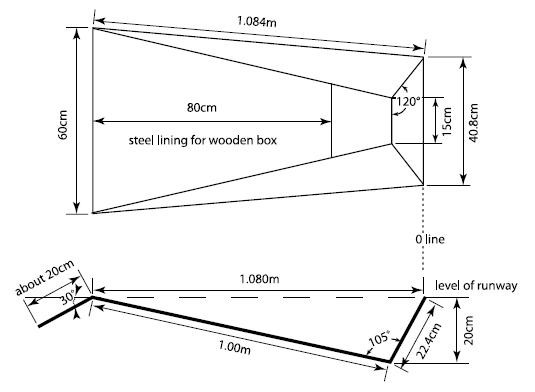 1.084m
60cm
80cm
steel lining for wooden box
120°
15cm
40.8cm
0 line
about 20cm
30°
1.080m
level of runway
1.00m
105°
22.4cm
20cm